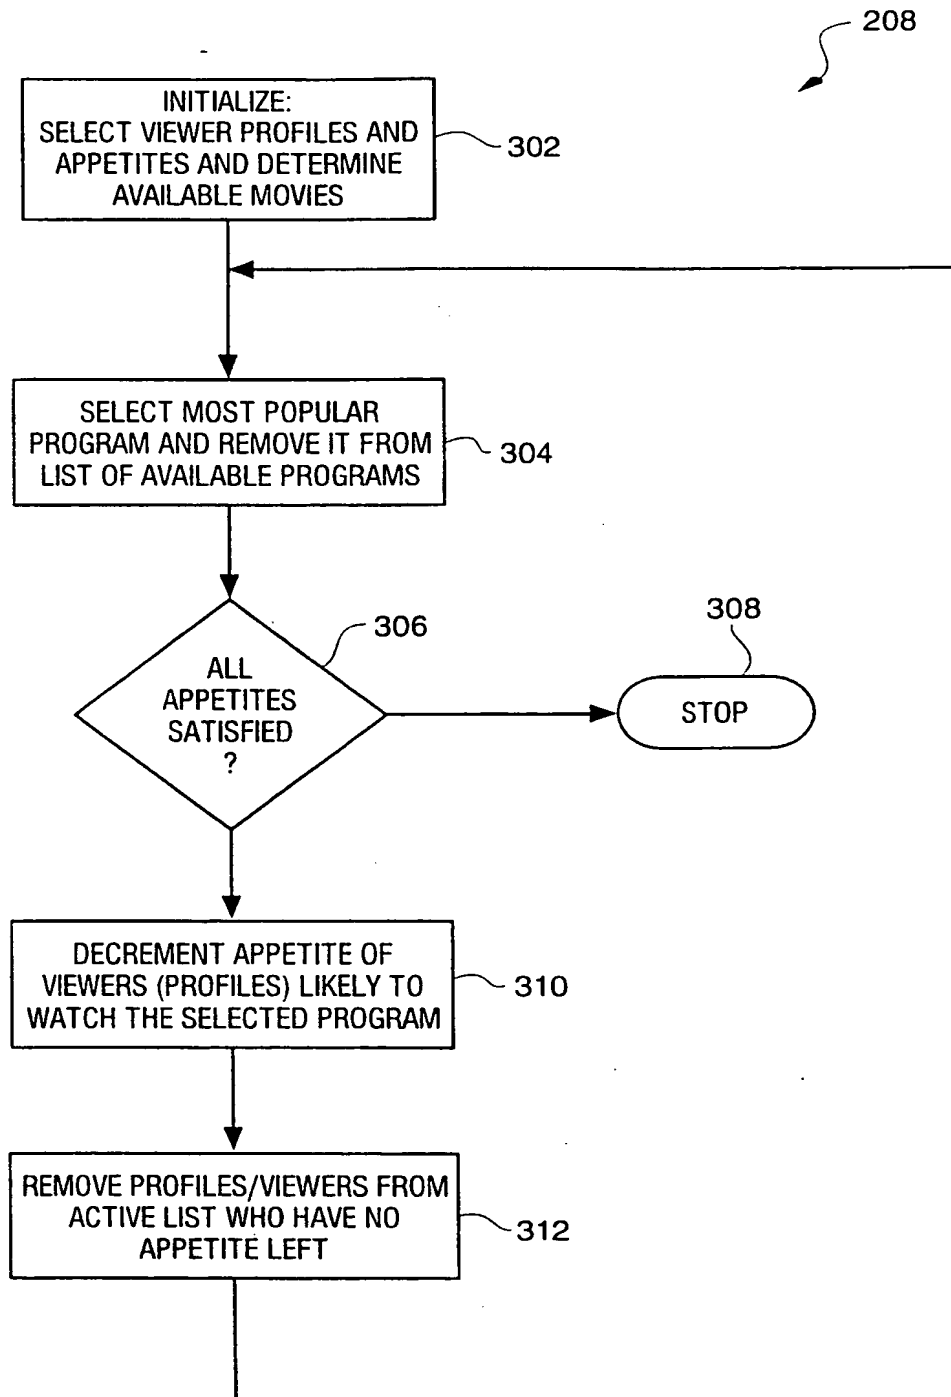 208
INITIALIZE:
SELECT VIEWER PROFILES AND
APPETITES AND DETERMINE
AVAILABLE MOVIES
302
SELECT MOST POPULAR
PROGRAM AND REMOVE IT FROM
LIST OF AVAILABLE PROGRAMS
304
306
ALL
APPETITES
SATISFIED
?
308
STOP
DECREMENT APPETITE OF
VIEWERS (PROFILES) LIKELY TO
WATCH THE SELECTED PROGRAM
310
REMOVE PROFILES/VIEWERS FROM
ACTIVE LIST WHO HAVE NO
APPETITE LEFT
312